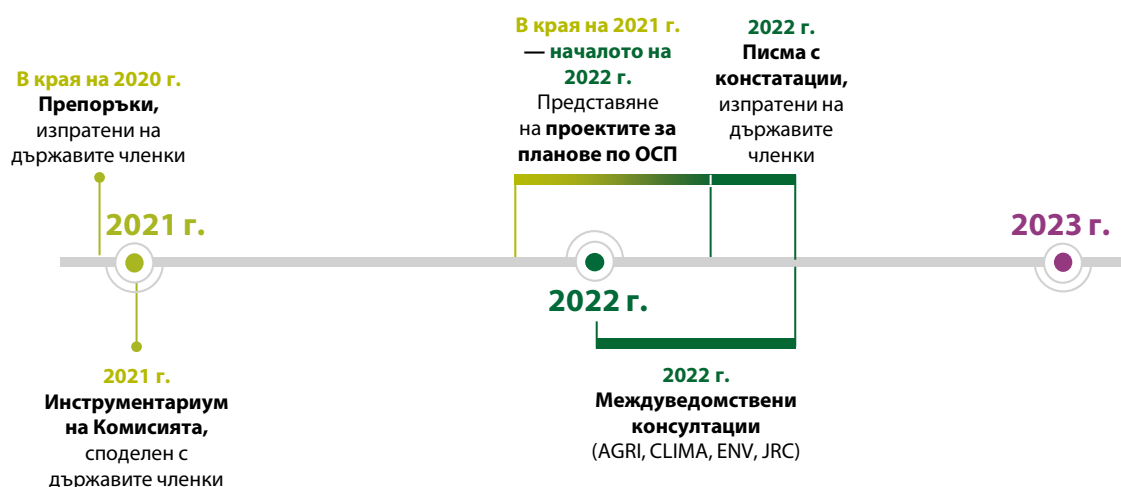 В края на 2020 г.
Препоръки,
изпратени на
държавите членки
2021 г.
2021 г.
Инструментариум
на Комисията,
споделен с
държавите членки
В края на 2021 г.
— началото на
2022 г.
Представяне
на проектите за
планове по ОСП
2022 г.
Писма с
констатации,
изпратени на
държавите
членки
2022 г.
2022 г.
Междуведомствени
консултации
(AGRI, CLIMA, ENV, JRC)
2023 г.